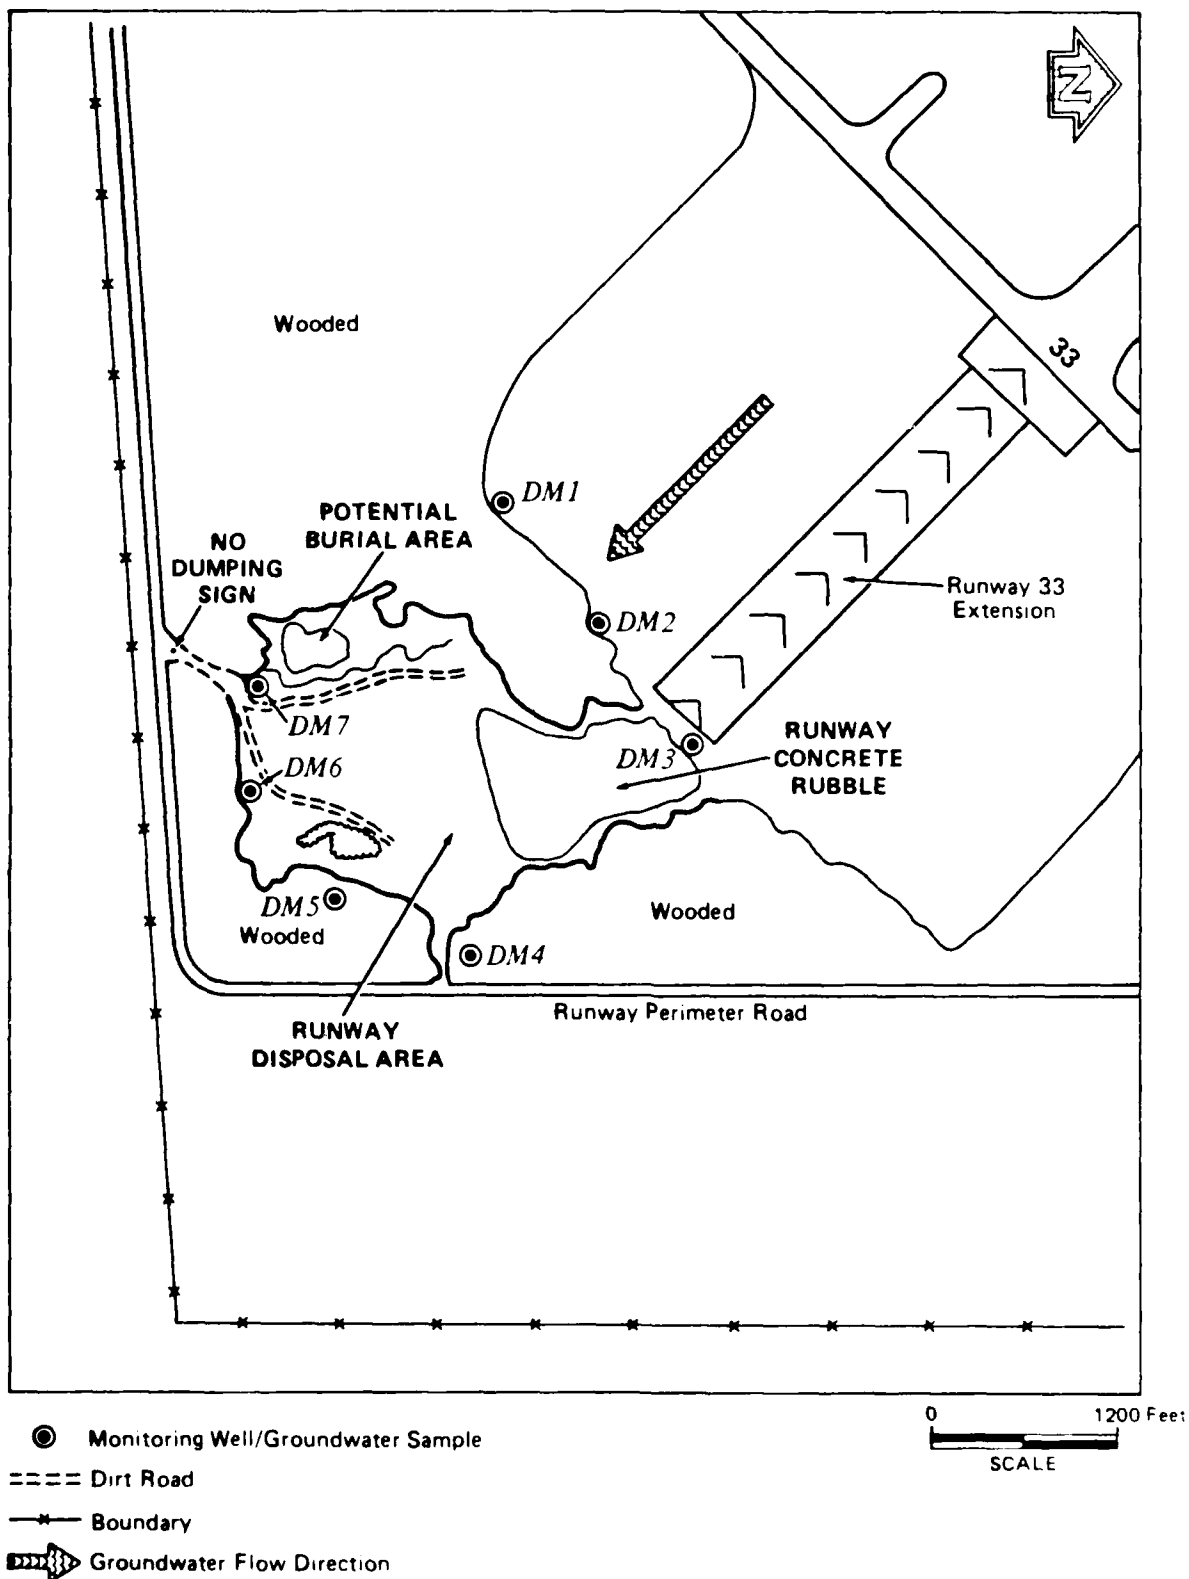 N
33
Wooded
DM1
POTENTIAL
BURIAL AREA
NO
DUMPING
SIGN
Runway 33
Extension
DM2
DM7
DM3
RUNWAY
CONCRETE
RUBBLE
DM6
DM5
Wooded
Wooded
DM4
Runway Perimeter Road
RUNWAY
DISPOSAL AREA
0 1200 Feet
SCALE
Monitoring Well/Groundwater Sample
Dirt Road
Boundary
Groundwater Flow Direction